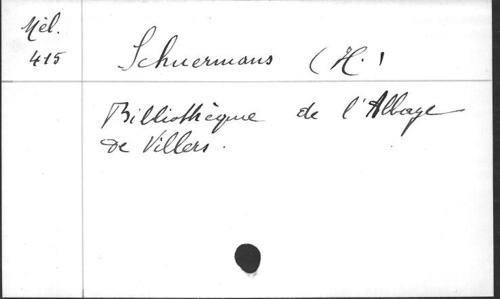 Mél.
415
Schuermans (H.)
Bibliothèque de l'Abbaye
de Villers.